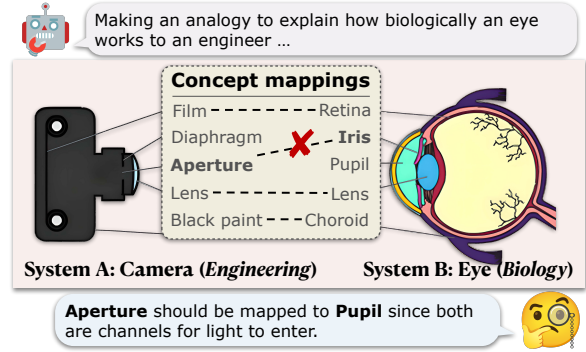 Making an analogy to explain how biologically an eye
works to an engineer ...
Concept mappings
Film Retina
Diaphragm Iris
Aperture Pupil
Lens Lens
Black paint Choroid
System A: Camera (Engineering) System B: Eye (Biology)
Aperture should be mapped to Pupil since both
are channels for light to enter.